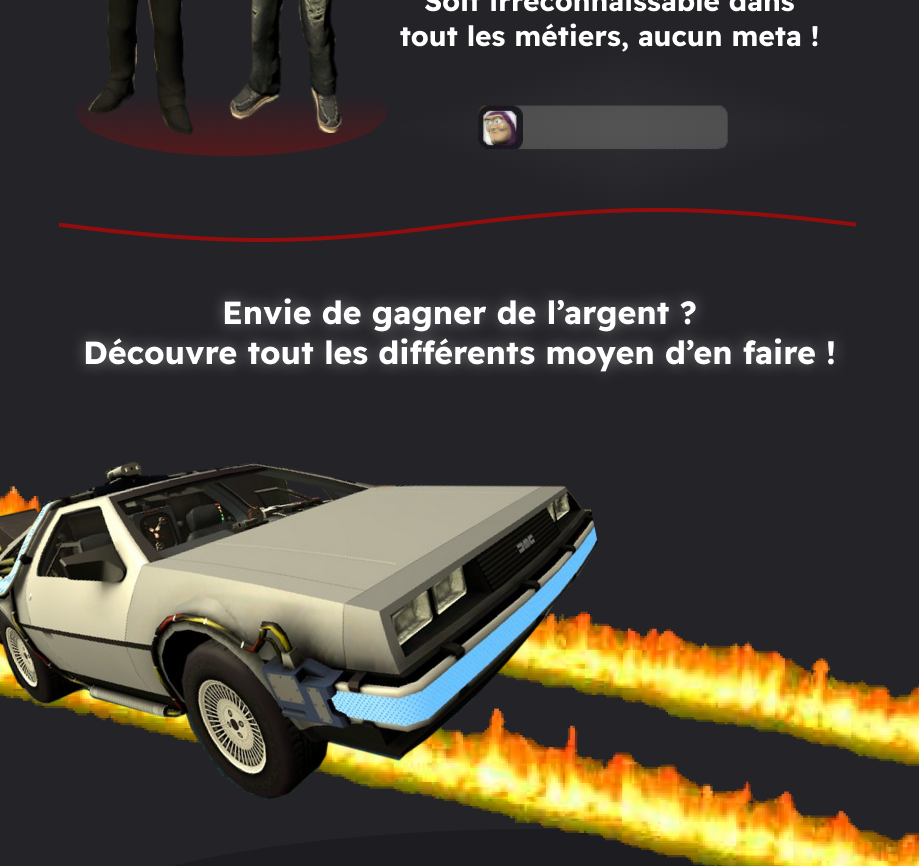 Soit irreconnaissable dans
tout les métiers, aucun meta !
Envie de gagner de l’argent ?
Découvre tout les différents moyen d’en faire !
DMC